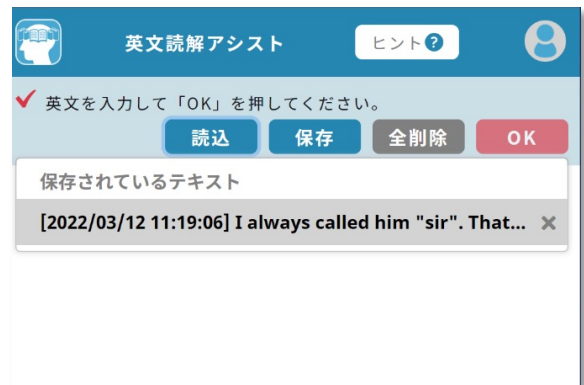 英文読解アシスト
ヒント?
英文を入力して「OK」を押してください。
読込 保存 全削除 OK
保存されているテキスト
[2022/03/12 11:19:06] I always called him "sir". That... ×